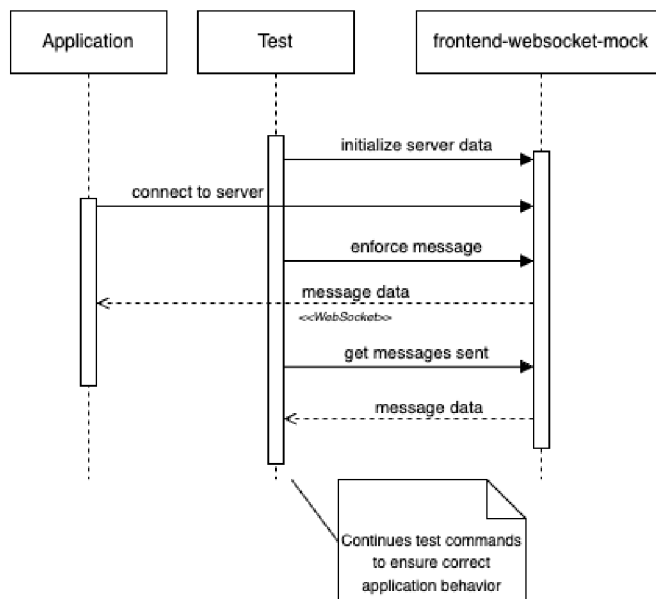 Application
Test
frontend-websocket-mock
initialize server data
connect to server
enforce message
message data
<<WebSocket>>
get messages sent
message data
Continues test commands
to ensure correct
application behavior